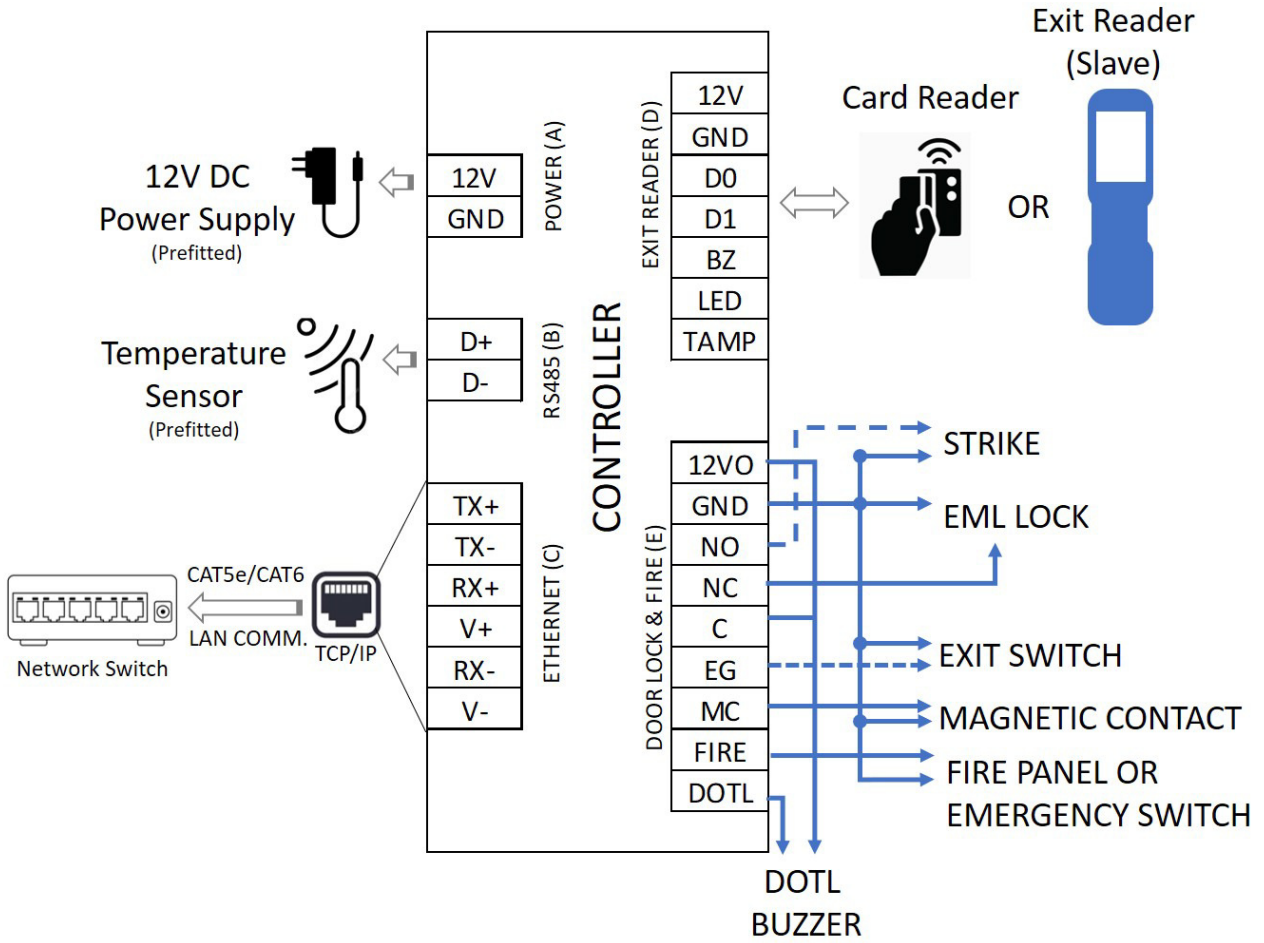 Exit Reader
(Slave)
Card Reader
OR
12V DC
Power Supply
(Prefitted)
12V
GND
POWER (A)
Temperature
Sensor
(Prefitted)
D+
D-
RS485 (B)
CAT5e/CAT6
LAN COMM.
TCP/IP
Network Switch
TX+
TX-
RX+
V+
RX-
V-
ETHERNET (C)
CONTROLLER
EXIT READER (D)
12V
GND
D0
D1
BZ
LED
TAMP
DOOR LOCK & FIRE (E)
12VO
GND
NO
NC
C
EG
MC
FIRE
DOTL
STRIKE
EML LOCK
EXIT SWITCH
MAGNETIC CONTACT
FIRE PANEL OR
EMERGENCY SWITCH
DOTL
BUZZER